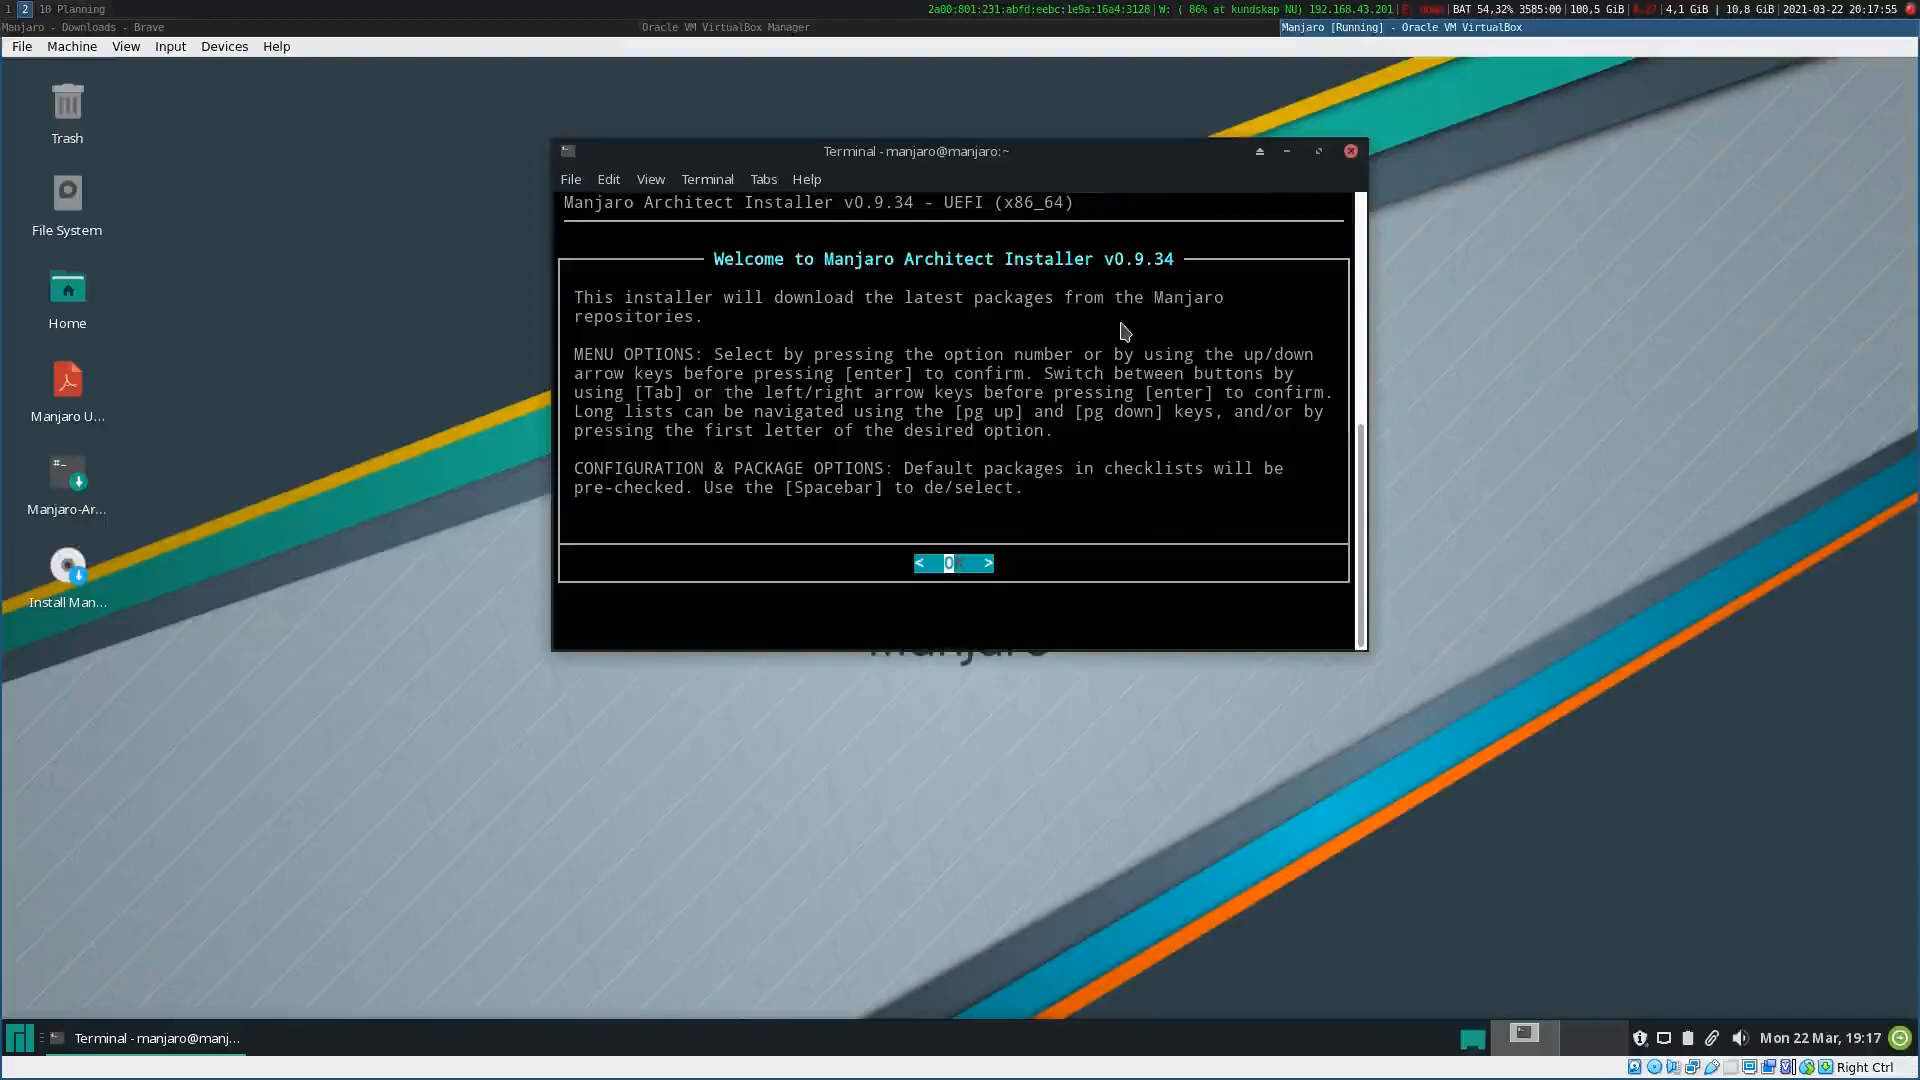 1 2 10 Planning
2a00:801:231:abfd:eebc:1e9a:16a4:3128 | W: ( 86% at kundskap NU) 192.168.43.201 | E: down | BAT 54,32% 3585:00 | 100,5 GiB | 0.27 | 4,1 GiB | 10,8 GiB | 2021-03-22 20:17:55
Manjaro - Downloads - Brave
Oracle VM VirtualBox Manager
Manjaro [Running] - Oracle VM VirtualBox
File Machine View Input Devices Help
Trash
File System
Home
Manjaro U...
Manjaro-Ar...
Install Man...
Terminal - manjaro@manjaro:~
File Edit View Terminal Tabs Help
Manjaro Architect Installer v0.9.34 - UEFI (x86_64)
Welcome to Manjaro Architect Installer v0.9.34
This installer will download the latest packages from the Manjaro
repositories.
MENU OPTIONS: Select by pressing the option number or by using the up/down
arrow keys before pressing [enter] to confirm. Switch between buttons by
using [Tab] or the left/right arrow keys before pressing [enter] to confirm.
Long lists can be navigated using the [pg up] and [pg down] keys, and/or by
pressing the first letter of the desired option.
CONFIGURATION & PACKAGE OPTIONS: Default packages in checklists will be
pre-checked. Use the [Spacebar] to de/select.
< OK >
Terminal - manjaro@manj...
Mon 22 Mar, 19:17
Right Ctrl